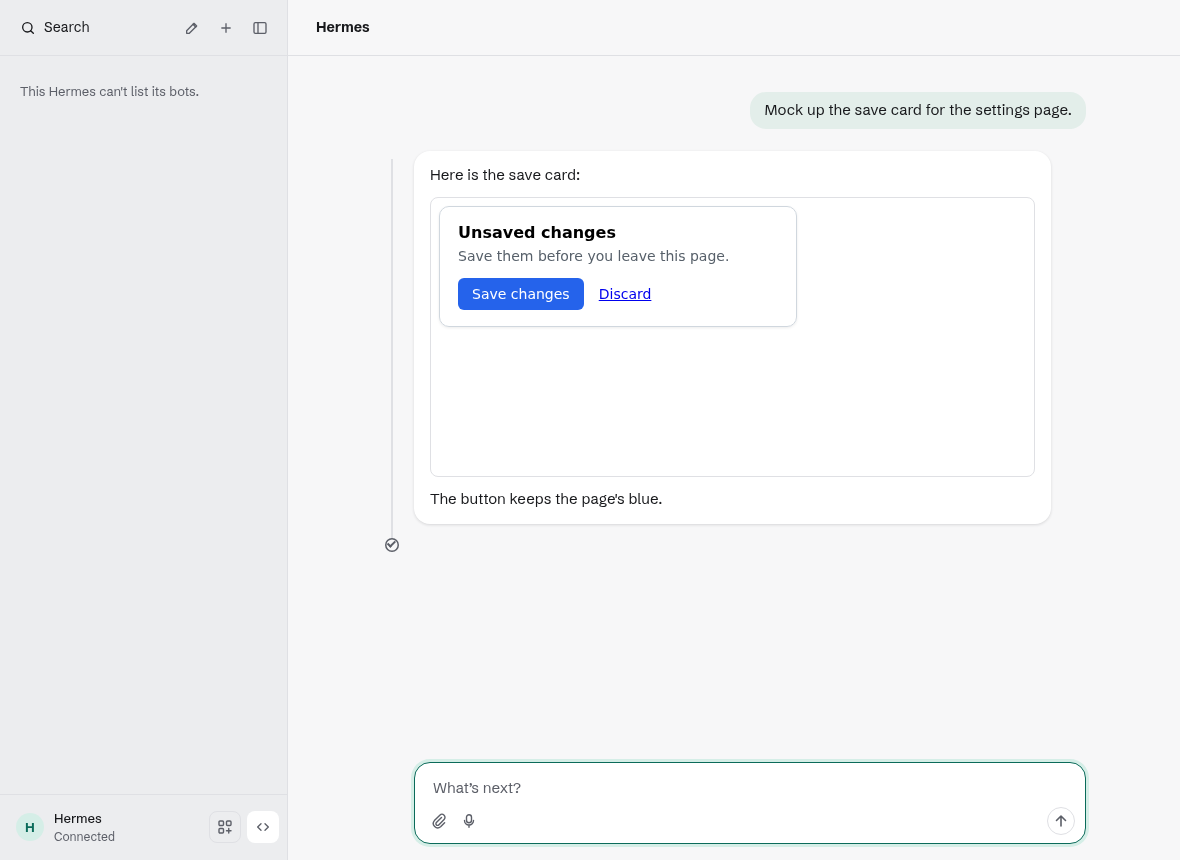 Search
Hermes
This Hermes can't list its bots.
Mock up the save card for the settings page.
Here is the save card:
Unsaved changes
Save them before you leave this page.
Save changes
Discard
The button keeps the page's blue.
What's next?
H
Hermes
Connected